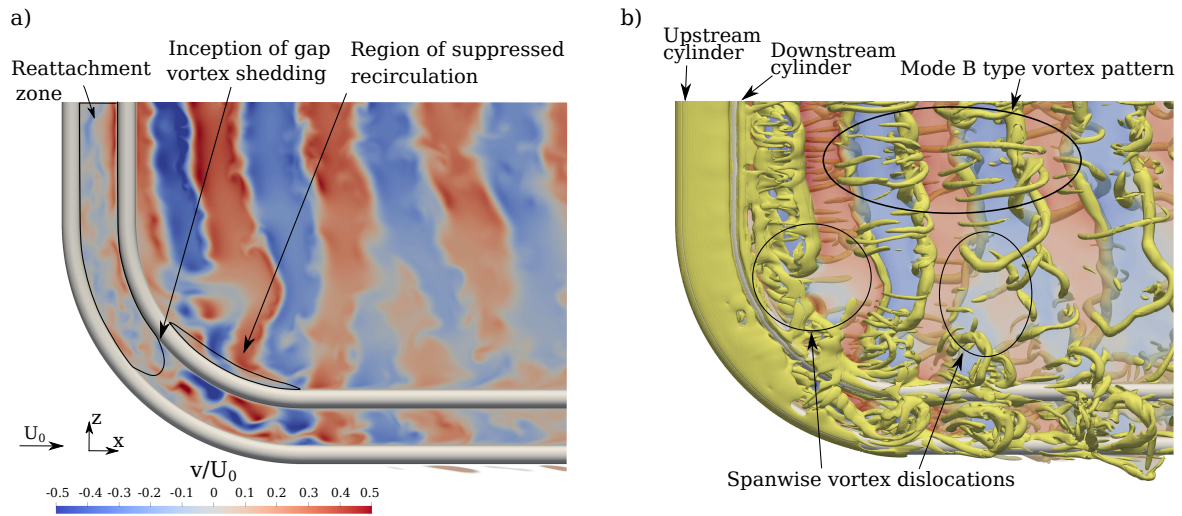 a)
Inception of gap
vortex shedding
Region of suppressed
recirculation
Reattachment
zone
U0
z
x
v/U0
-0.5 -0.4 -0.3 -0.2 -0.1 0 0.1 0.2 0.3 0.4 0.5
b)
Upstream
cylinder
Downstream
cylinder
Mode B type vortex pattern
Spanwise vortex dislocations